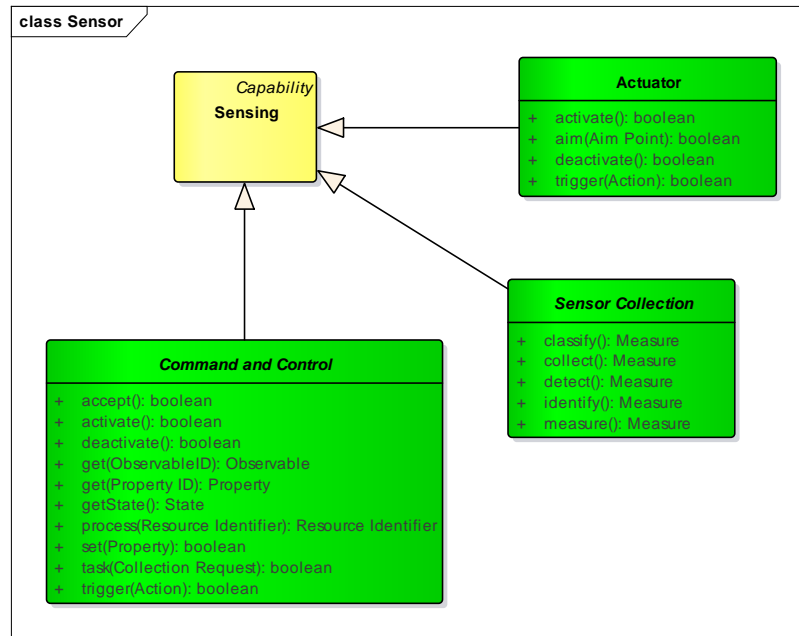 class Sensor
Capability
Sensing
Actuator
+ activate(): boolean
+ aim(Aim Point): boolean
+ deactivate(): boolean
+ trigger(Action): boolean
Sensor Collection
+ classify(): Measure
+ collect(): Measure
+ detect(): Measure
+ identify(): Measure
+ measure(): Measure
Command and Control
+ accept(): boolean
+ activate(): boolean
+ deactivate(): boolean
+ get(ObservableID): Observable
+ get(Property ID): Property
+ getState(): State
+ process(Resource Identifier): Resource Identifier
+ set(Property): boolean
+ task(Collection Request): boolean
+ trigger(Action): boolean